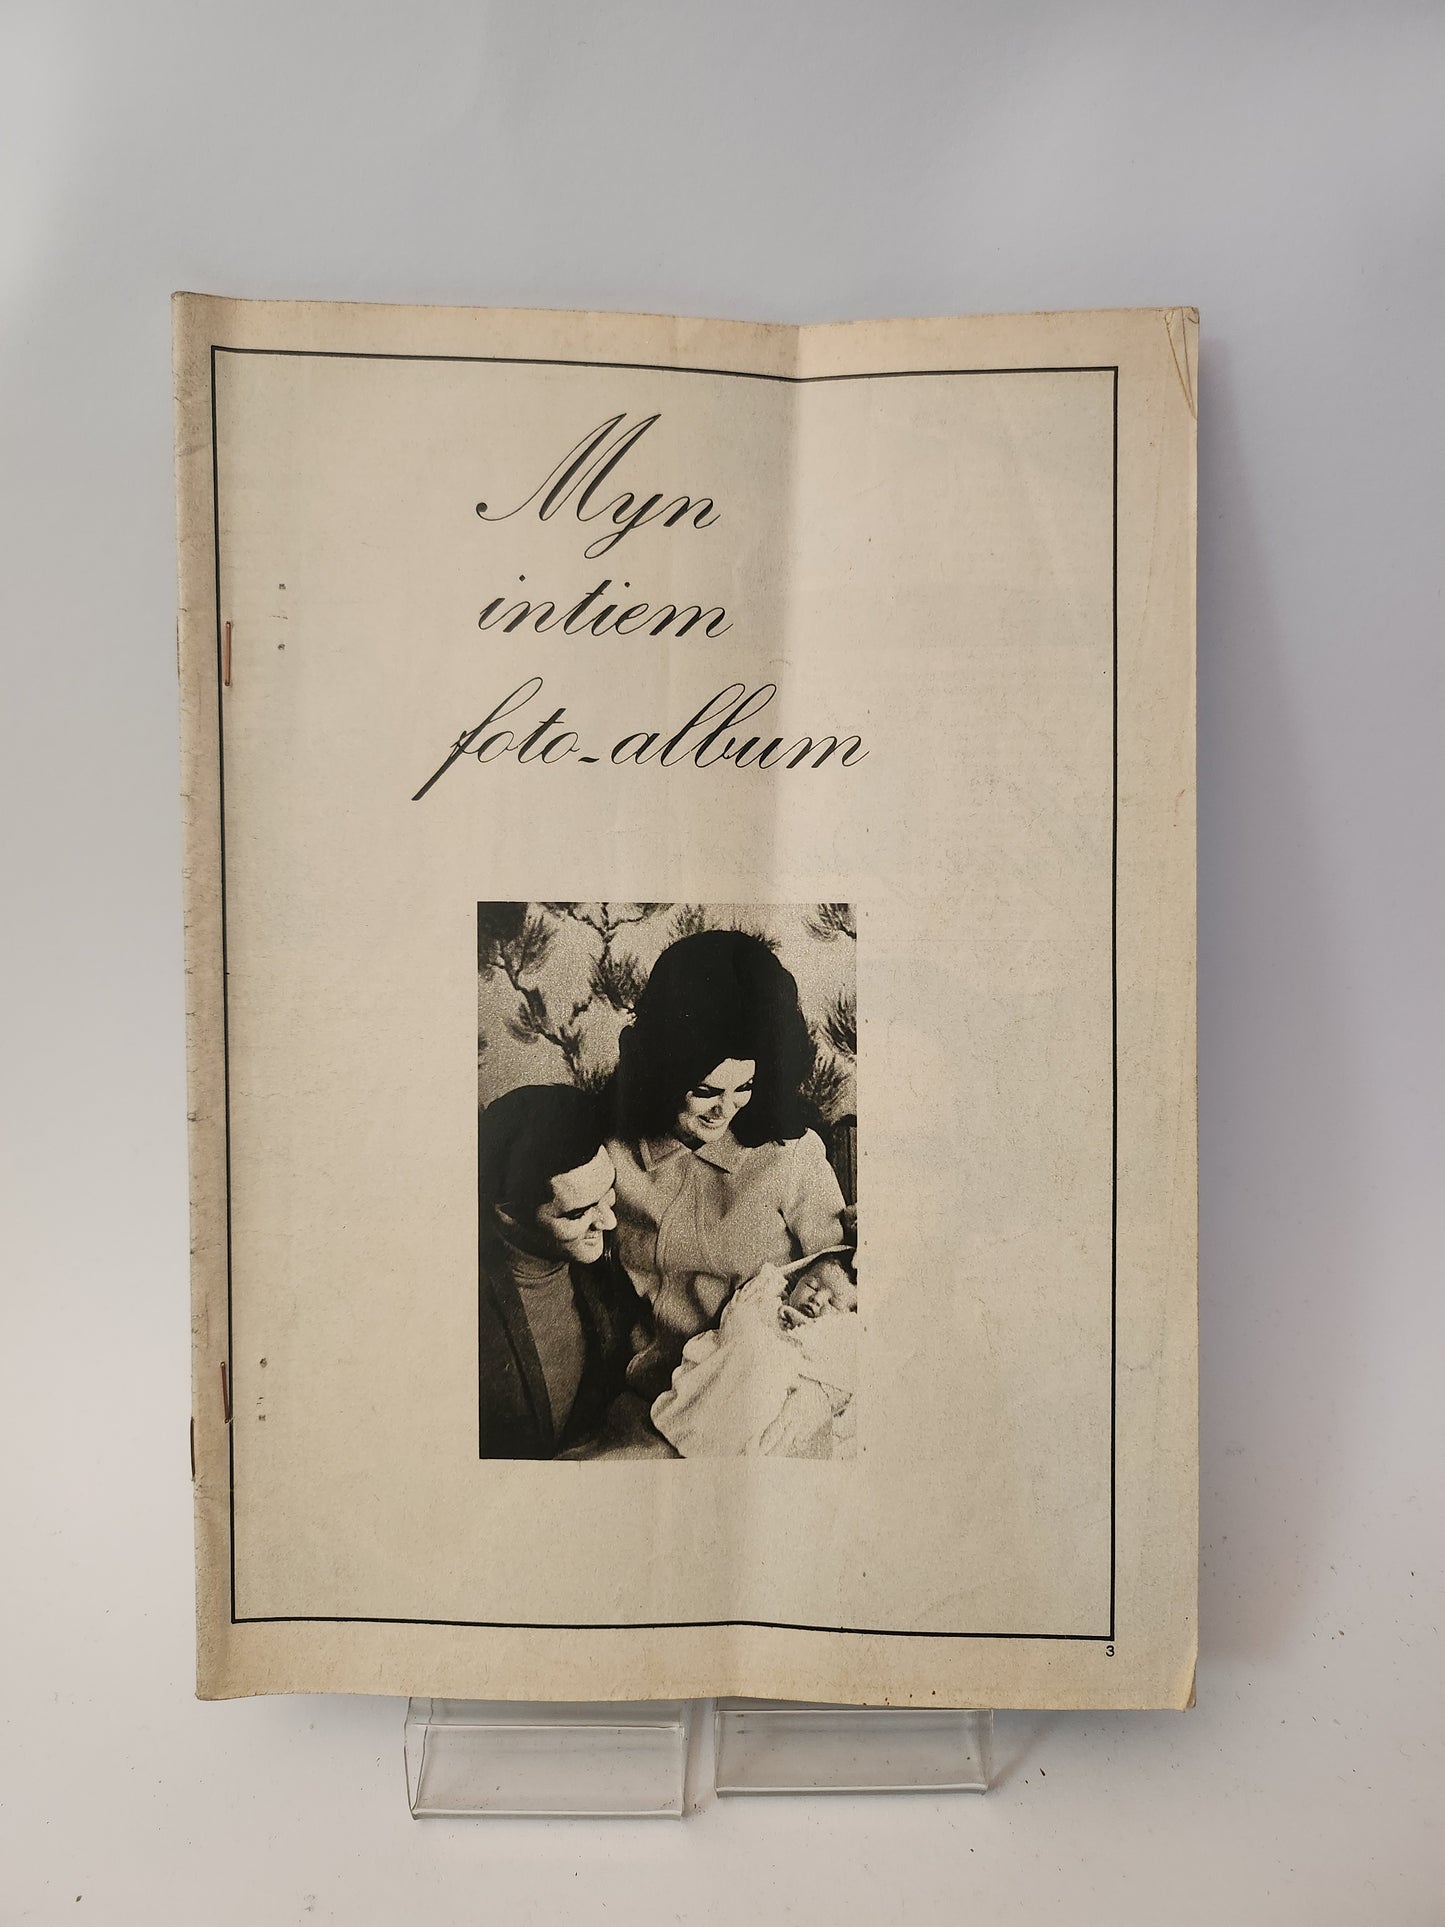 Myn
intiem
foto-album
3